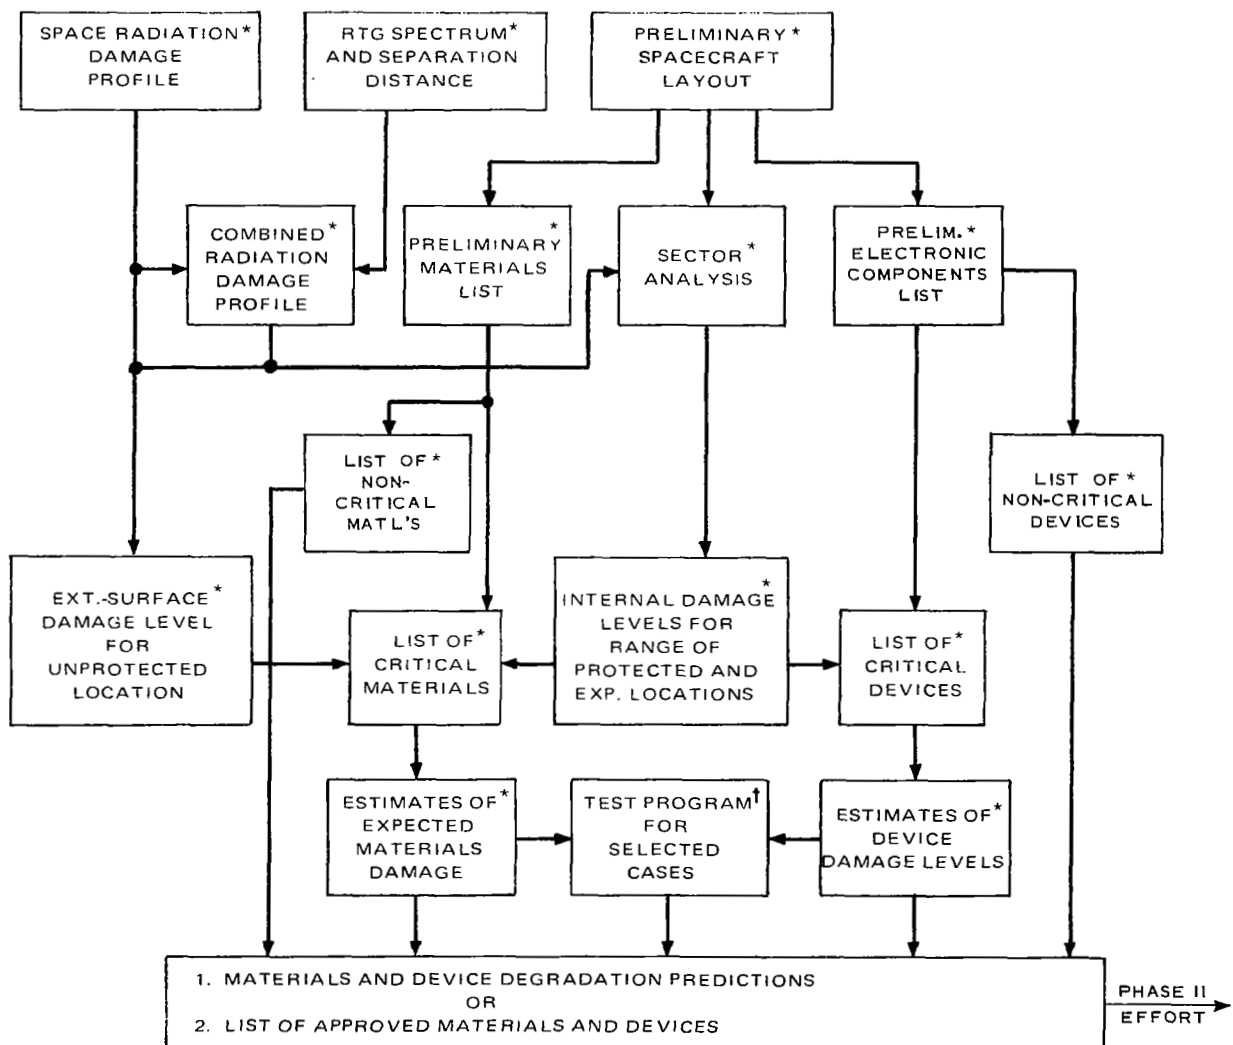 SPACE RADIATION*
DAMAGE
PROFILE
RTG SPECTRUM*
AND SEPARATION
DISTANCE
PRELIMINARY*
SPACECRAFT
LAYOUT
COMBINED*
RADIATION
DAMAGE
PROFILE
PRELIMINARY*
MATERIALS
LIST
SECTOR*
ANALYSIS
PRELIM.*
ELECTRONIC
COMPONENTS
LIST
LIST OF*
NON-
CRITICAL
MATL'S
LIST OF*
NON-CRITICAL
DEVICES
EXT.-SURFACE*
DAMAGE LEVEL
FOR
UNPROTECTED
LOCATION
LIST OF*
CRITICAL
MATERIALS
INTERNAL DAMAGE*
LEVELS FOR
RANGE OF
PROTECTED AND
EXP. LOCATIONS
LIST OF*
CRITICAL
DEVICES
ESTIMATES OF*
EXPECTED
MATERIALS
DAMAGE
TEST PROGRAM†
FOR
SELECTED
CASES
ESTIMATES OF*
DEVICE
DAMAGE LEVELS
1. MATERIALS AND DEVICE DEGRADATION PREDICTIONS
OR
2. LIST OF APPROVED MATERIALS AND DEVICES
PHASE II
EFFORT